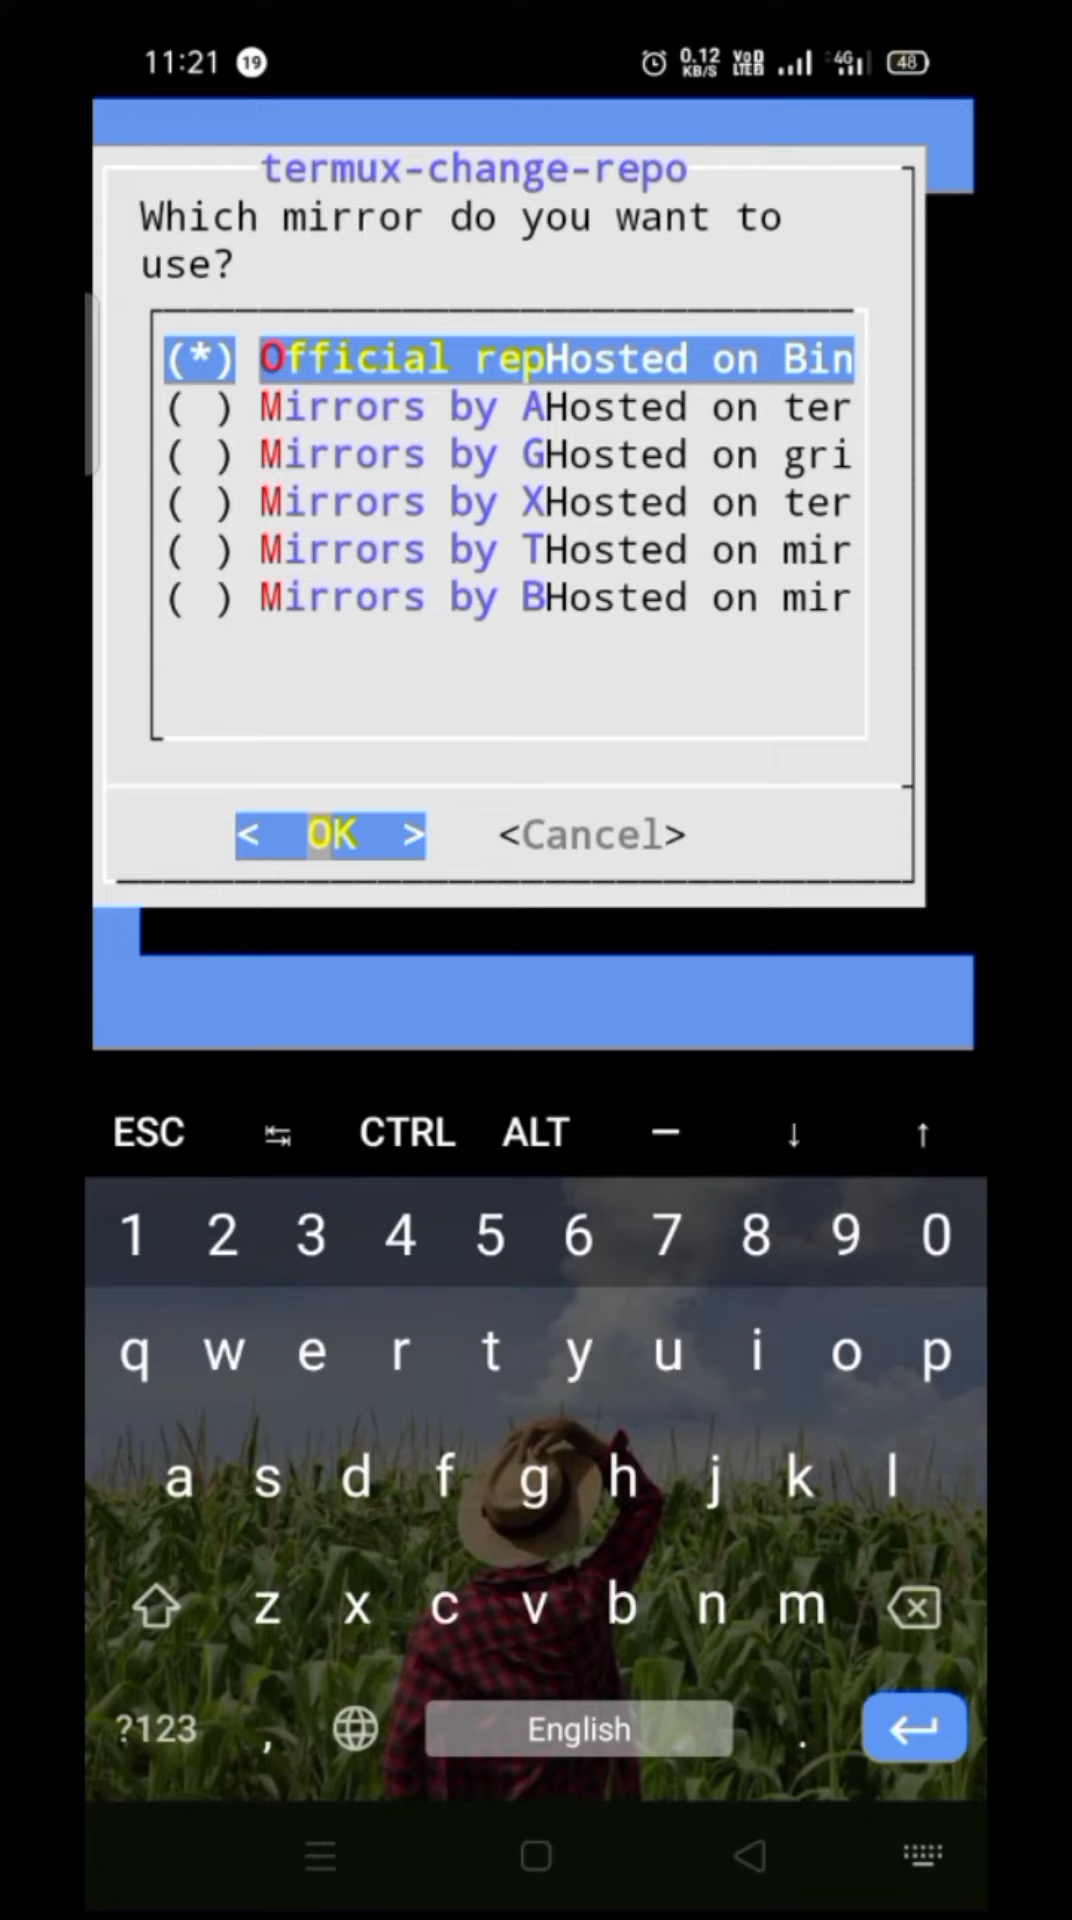 11:21 19 0.12 KB/S VoD LTED 4G 48
termux-change-repo
Which mirror do you want to
use?
(*) Official repHosted on Bin
( ) Mirrors by AHosted on ter
( ) Mirrors by GHosted on gri
( ) Mirrors by XHosted on ter
( ) Mirrors by THosted on mir
( ) Mirrors by BHosted on mir
< OK > <Cancel>
ESC ↹ CTRL ALT – ↓ ↑
1 2 3 4 5 6 7 8 9 0
q w e r t y u i o p
a s d f g h j k l
z x c v b n m
?123 , English .